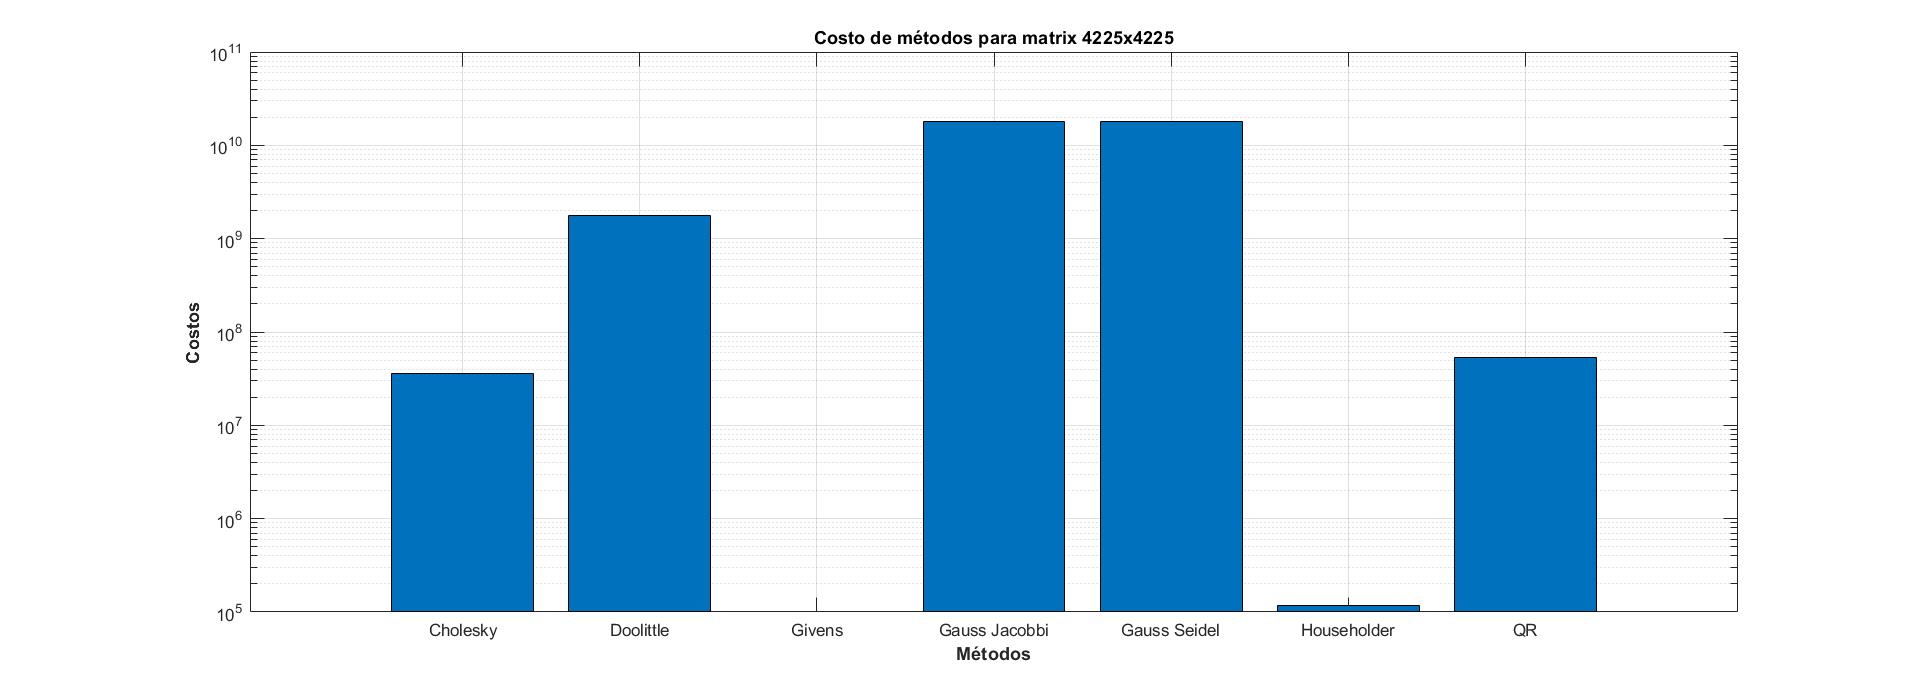 Costo de métodos para matrix 4225x4225
10^11
10^10
10^9
10^8
10^7
10^6
10^5
Costos
Cholesky Doolittle Givens Gauss Jacobbi Gauss Seidel Householder QR
Métodos